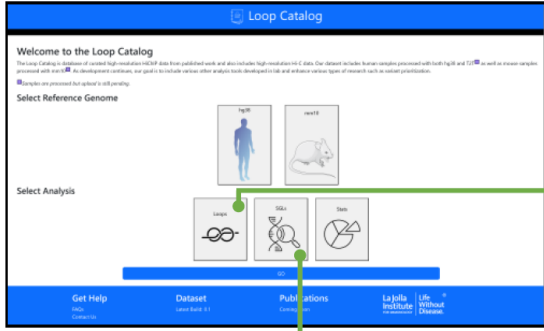 Loop Catalog
Welcome to the Loop Catalog
The Loop Catalog is database of curated high-resolution HiChIP data from published work and also includes high-resolution Hi-C data. Our dataset includes human samples processed with both hg38 and T2T as well as mouse samples
processed with mm10. As development continues, our goal is to include various other analysis tools developed in lab and enhance various types of research such as variant prioritization.
Samples are processed but upload is still pending.
Select Reference Genome
hg38
mm10
Select Analysis
Loops
SGLs
Stats
GO
Get Help
Dataset
Publications
La Jolla
Institute
Life
Without
Disease.
FAQs
Latest Build: 0.1
Coming
Contact Us